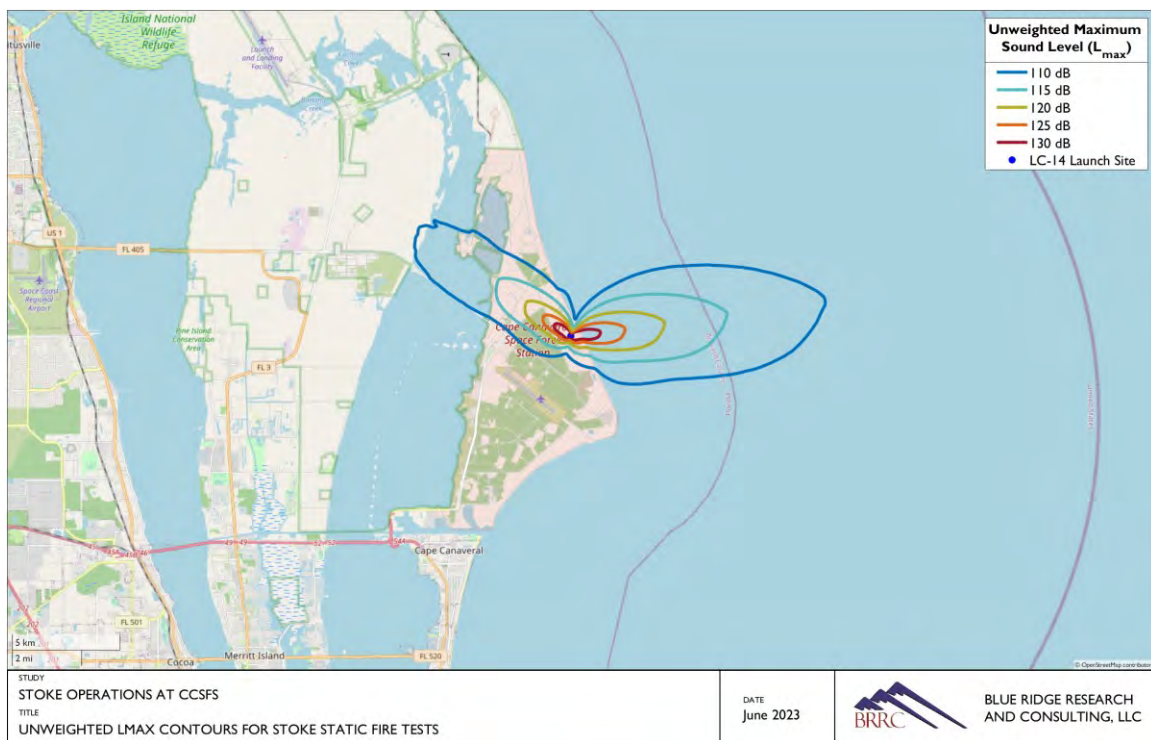 Island National
Wildlife
Refuge
itusville
Launch
and Landing
Facility
US 1
FL 405
Space Coast
Regional
Airport
Pine Island
Conservation
Area
FL 3
Cape Canaveral
Space Force
Station
Florida
United States
Cape Canaveral
FL 501
Cocoa
Merritt Island
FL 520
5 km
2 mi
© OpenStreetMap contributors
Unweighted Maximum
Sound Level (Lmax)
110 dB
115 dB
120 dB
125 dB
130 dB
LC-14 Launch Site
STUDY
STOKE OPERATIONS AT CCSFS
TITLE
UNWEIGHTED LMAX CONTOURS FOR STOKE STATIC FIRE TESTS
DATE
June 2023
BRRC
BLUE RIDGE RESEARCH
AND CONSULTING, LLC